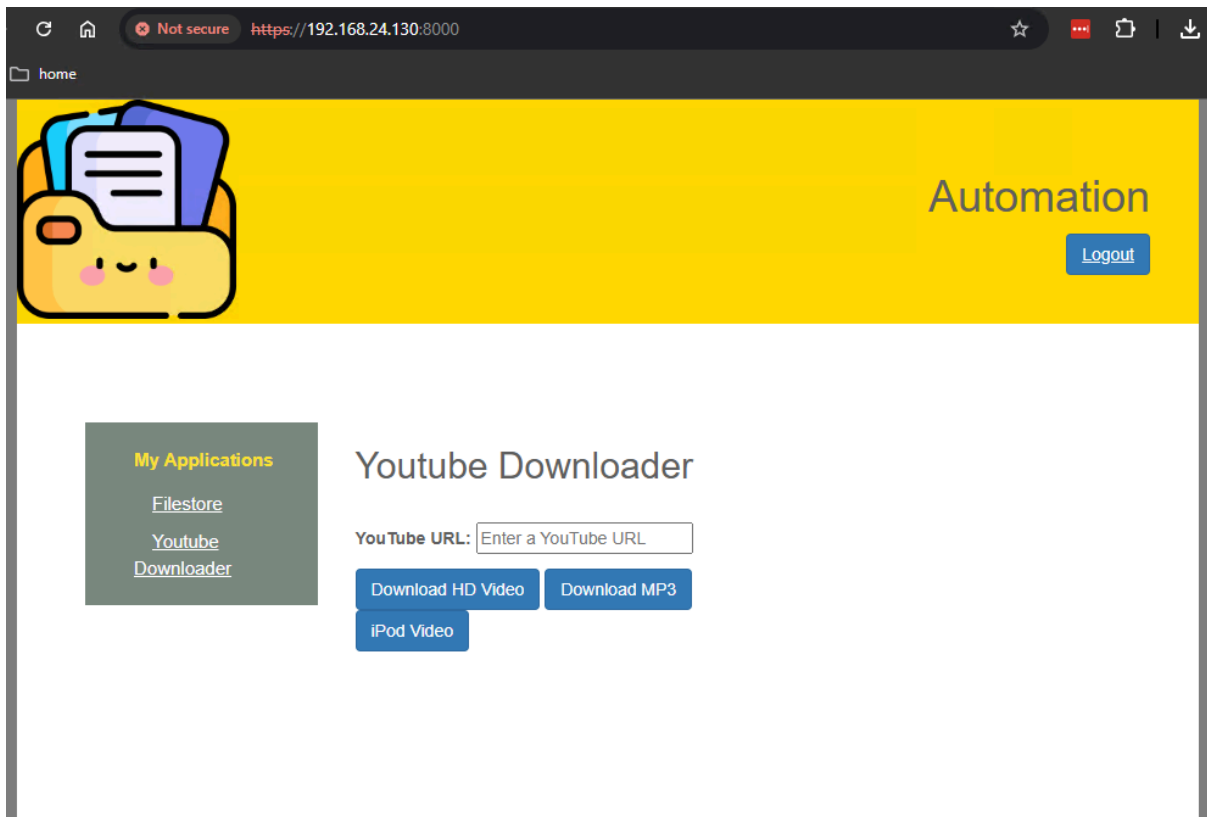 Not secure https://192.168.24.130:8000
home
Automation
Logout
My Applications
Filestore
Youtube
Downloader
Youtube Downloader
YouTube URL: Enter a YouTube URL
Download HD Video Download MP3
iPod Video